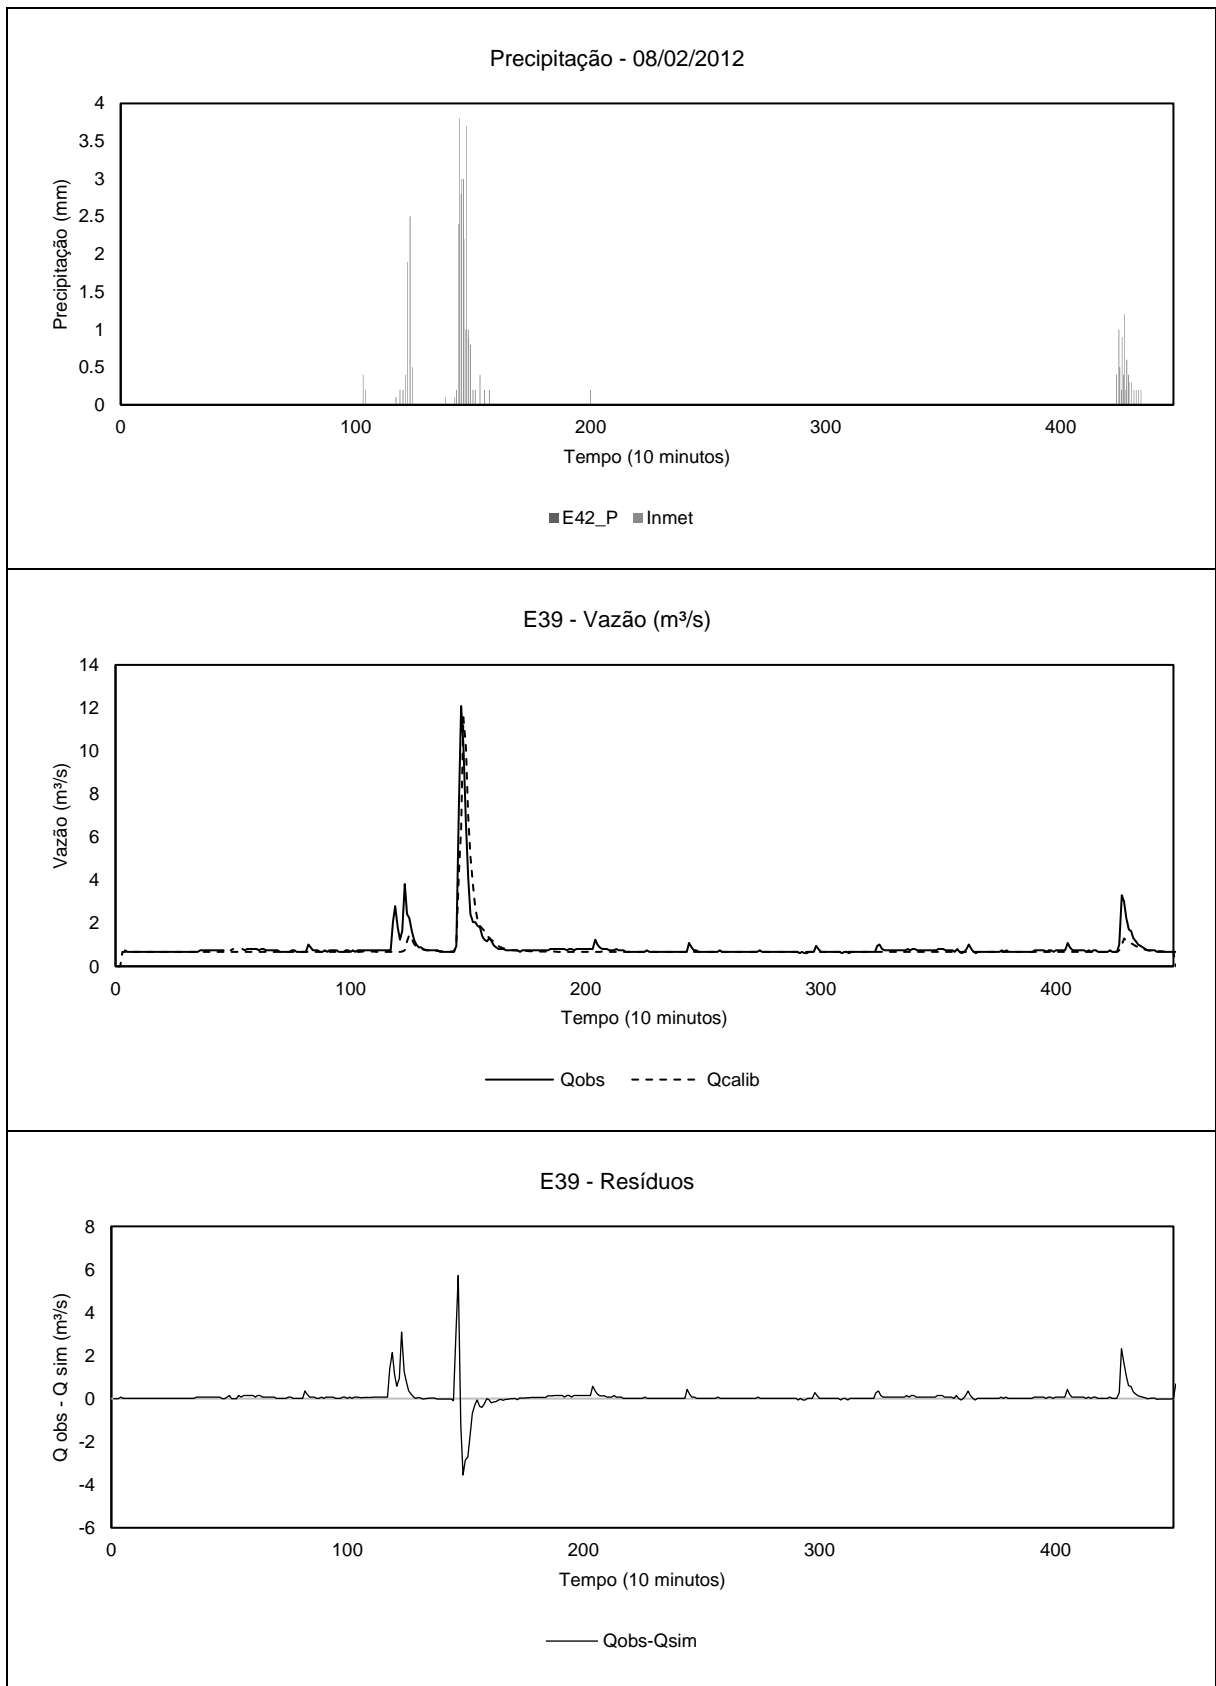 Precipitação - 08/02/2012
4
3.5
3
2.5
2
1.5
1
0.5
0
Precipitação (mm)
0 100 200 300 400
Tempo (10 minutos)
E42_P Inmet
E39 - Vazão (m³/s)
14
12
10
8
6
4
2
0
Vazão (m³/s)
0 100 200 300 400
Tempo (10 minutos)
Qobs Qcalib
E39 - Resíduos
8
6
4
2
0
-2
-4
-6
Q obs - Q sim (m³/s)
0 100 200 300 400
Tempo (10 minutos)
Qobs-Qsim